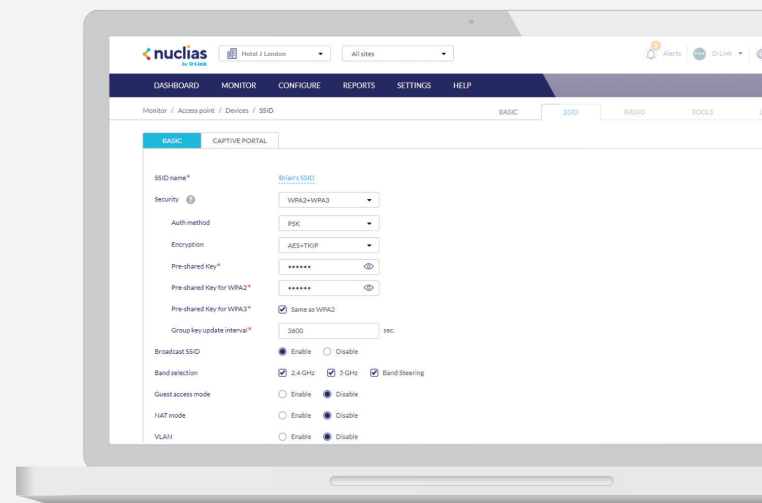 nuclias
by D-Link
Hotel J London
All sites
Alerts
D-Link
DASHBOARD MONITOR CONFIGURE REPORTS SETTINGS HELP
Monitor / Access point / Devices / SSID
BASIC SSID RADIO TOOLS
BASIC CAPTIVE PORTAL
SSID name* Brian's SSID
Security ? WPA2+WPA3
Auth method PSK
Encryption AES+TKIP
Pre-shared Key* ••••••
Pre-shared Key for WPA2* ••••••
Pre-shared Key for WPA3* Same as WPA2
Group key update interval* 3600 sec.
Broadcast SSID Enable Disable
Band selection 2.4 GHz 5 GHz Band Steering
Guest access mode Enable Disable
NAT mode Enable Disable
VLAN Enable Disable